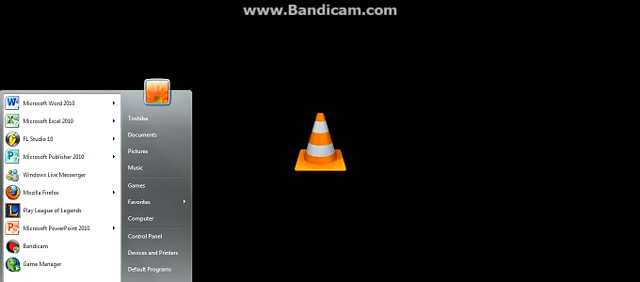 www.Bandicam.com
Microsoft Word 2010
Microsoft Excel 2010
FL Studio 10
Microsoft Publisher 2010
Windows Live Messenger
Mozilla Firefox
Play League of Legends
Microsoft PowerPoint 2010
Bandicam
Game Manager
Toshiba
Documents
Pictures
Music
Games
Favorites
Computer
Control Panel
Devices and Printers
Default Programs